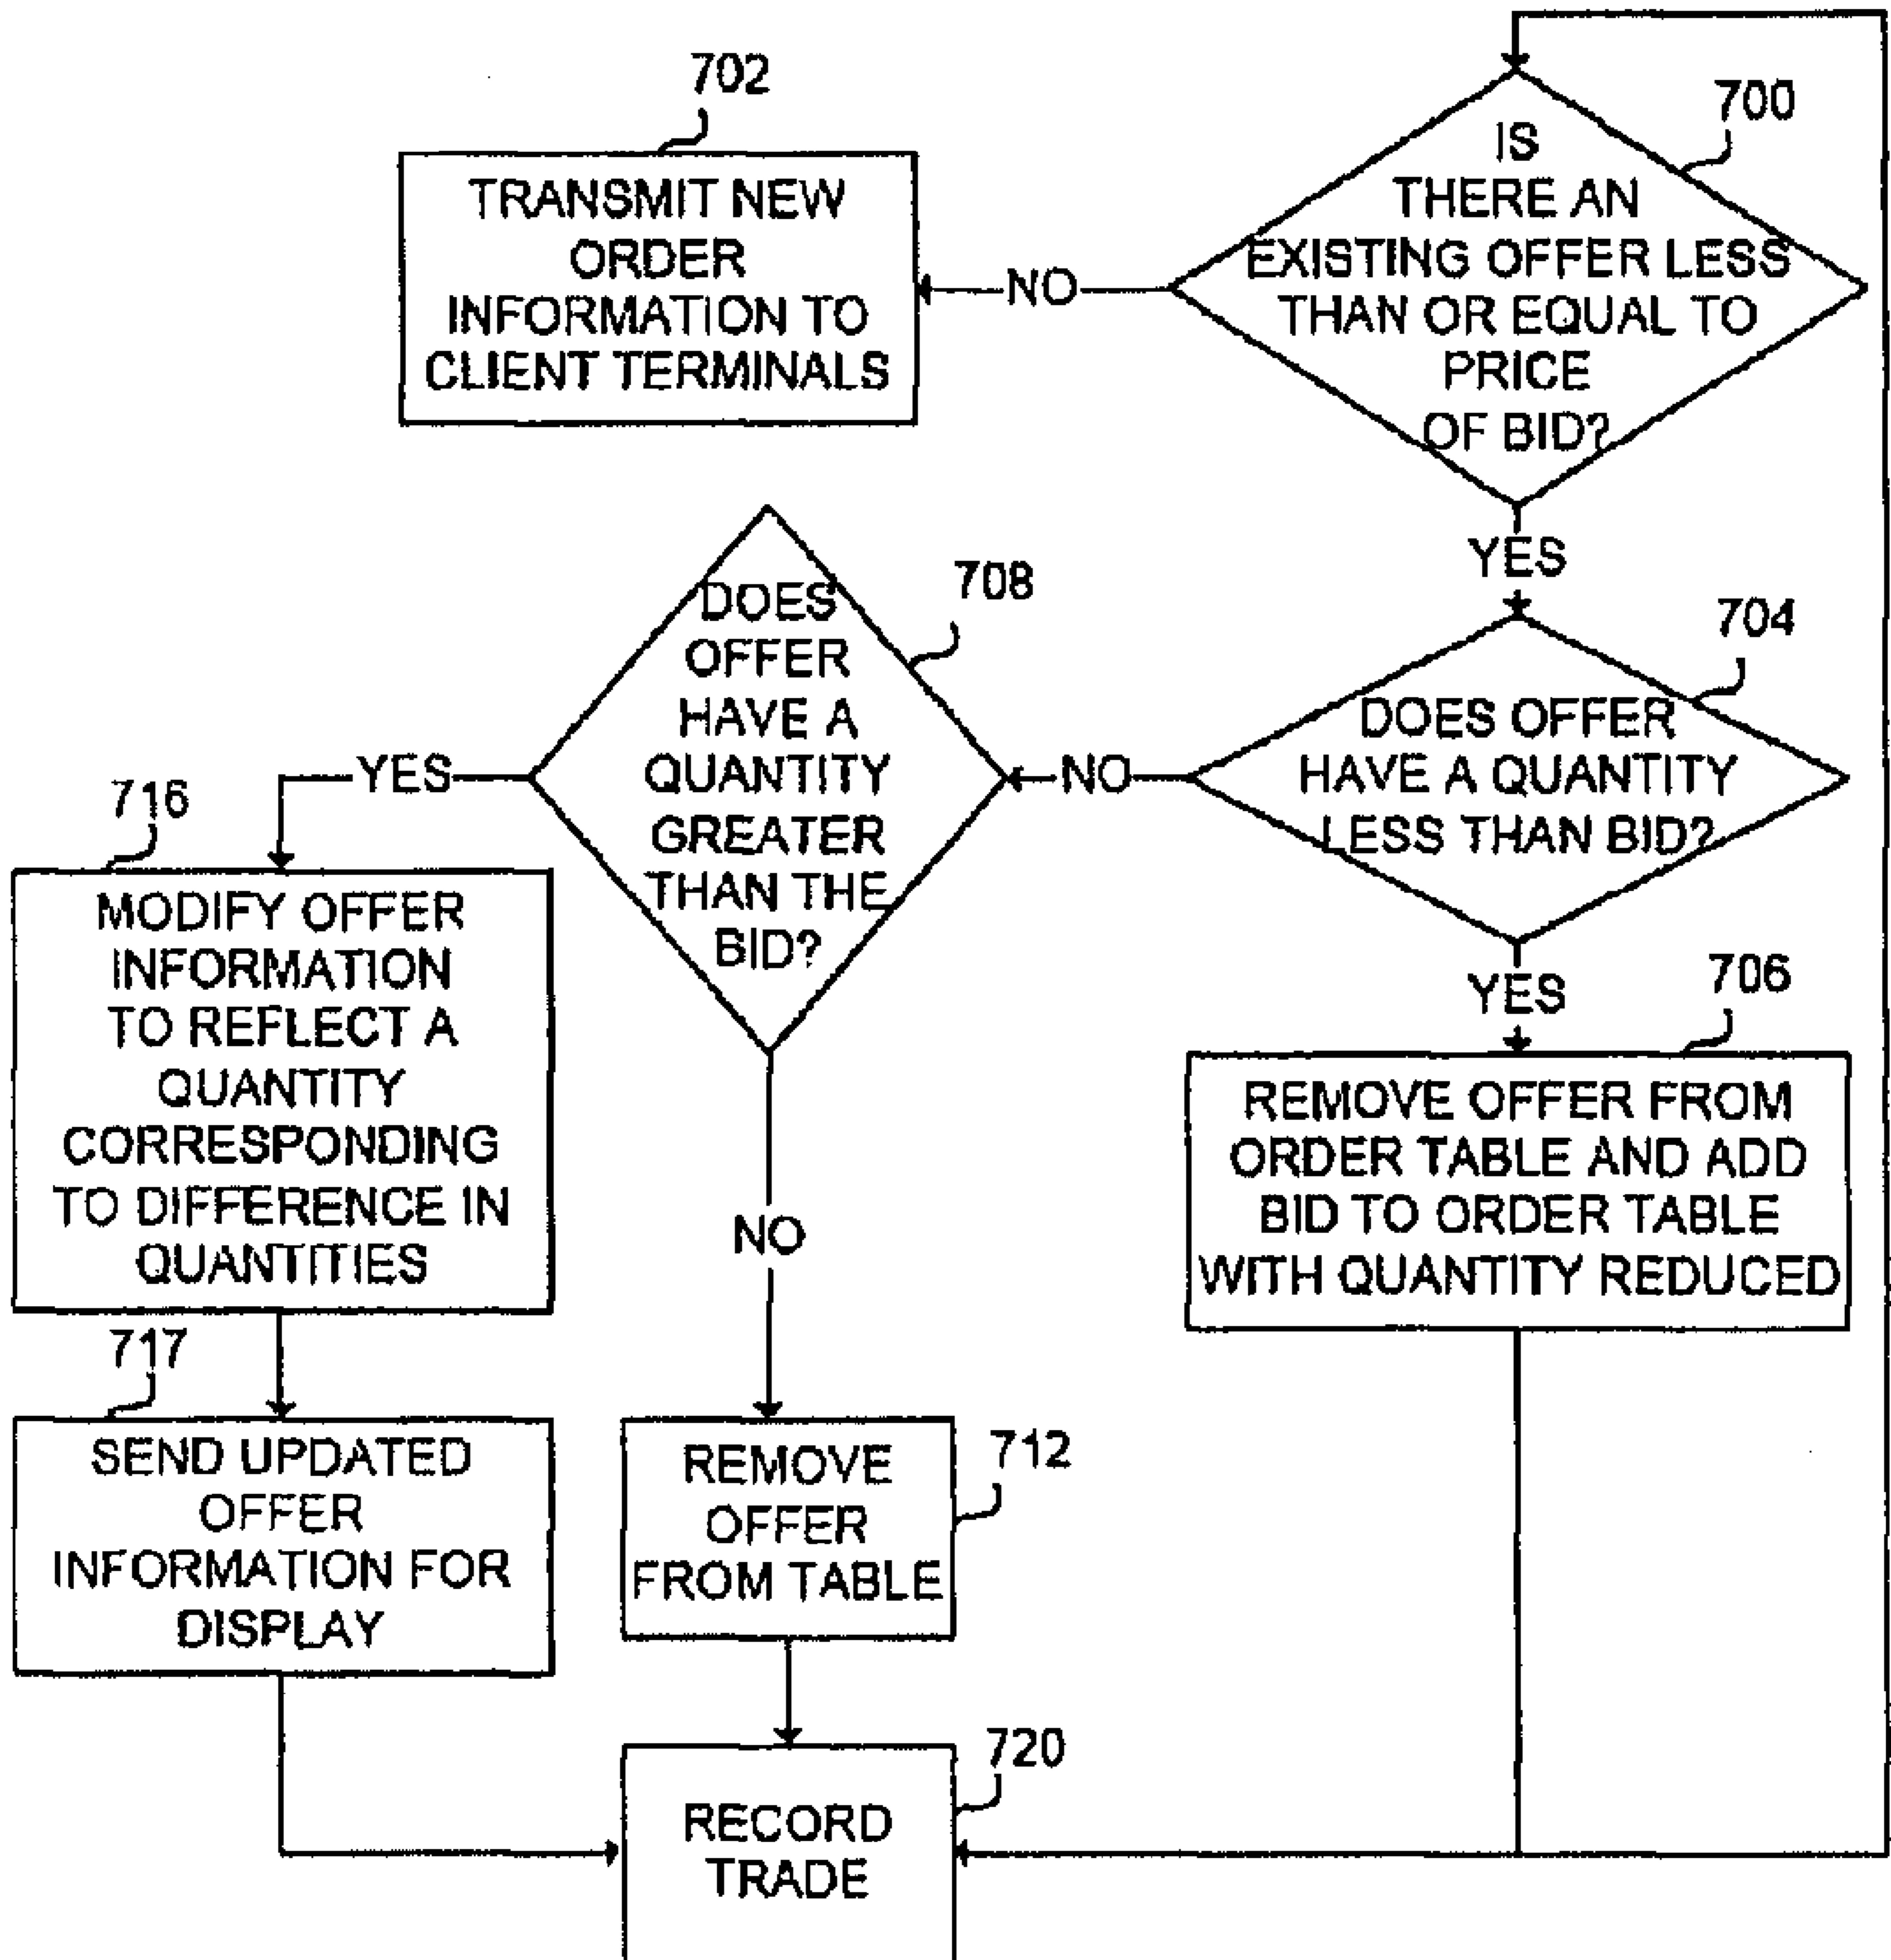 702
TRANSMIT NEW
ORDER
INFORMATION TO
CLIENT TERMINALS
NO
700
IS
THERE AN
EXISTING OFFER LESS
THAN OR EQUAL TO
PRICE
OF BID?
YES
704
DOES OFFER
HAVE A QUANTITY
LESS THAN BID?
NO
708
DOES
OFFER
HAVE A
QUANTITY
GREATER
THAN THE
BID?
YES
716
MODIFY OFFER
INFORMATION
TO REFLECT A
QUANTITY
CORRESPONDING
TO DIFFERENCE IN
QUANTITIES
717
SEND UPDATED
OFFER
INFORMATION FOR
DISPLAY
NO
712
REMOVE
OFFER
FROM TABLE
YES
706
REMOVE OFFER FROM
ORDER TABLE AND ADD
BID TO ORDER TABLE
WITH QUANTITY REDUCED
720
RECORD
TRADE